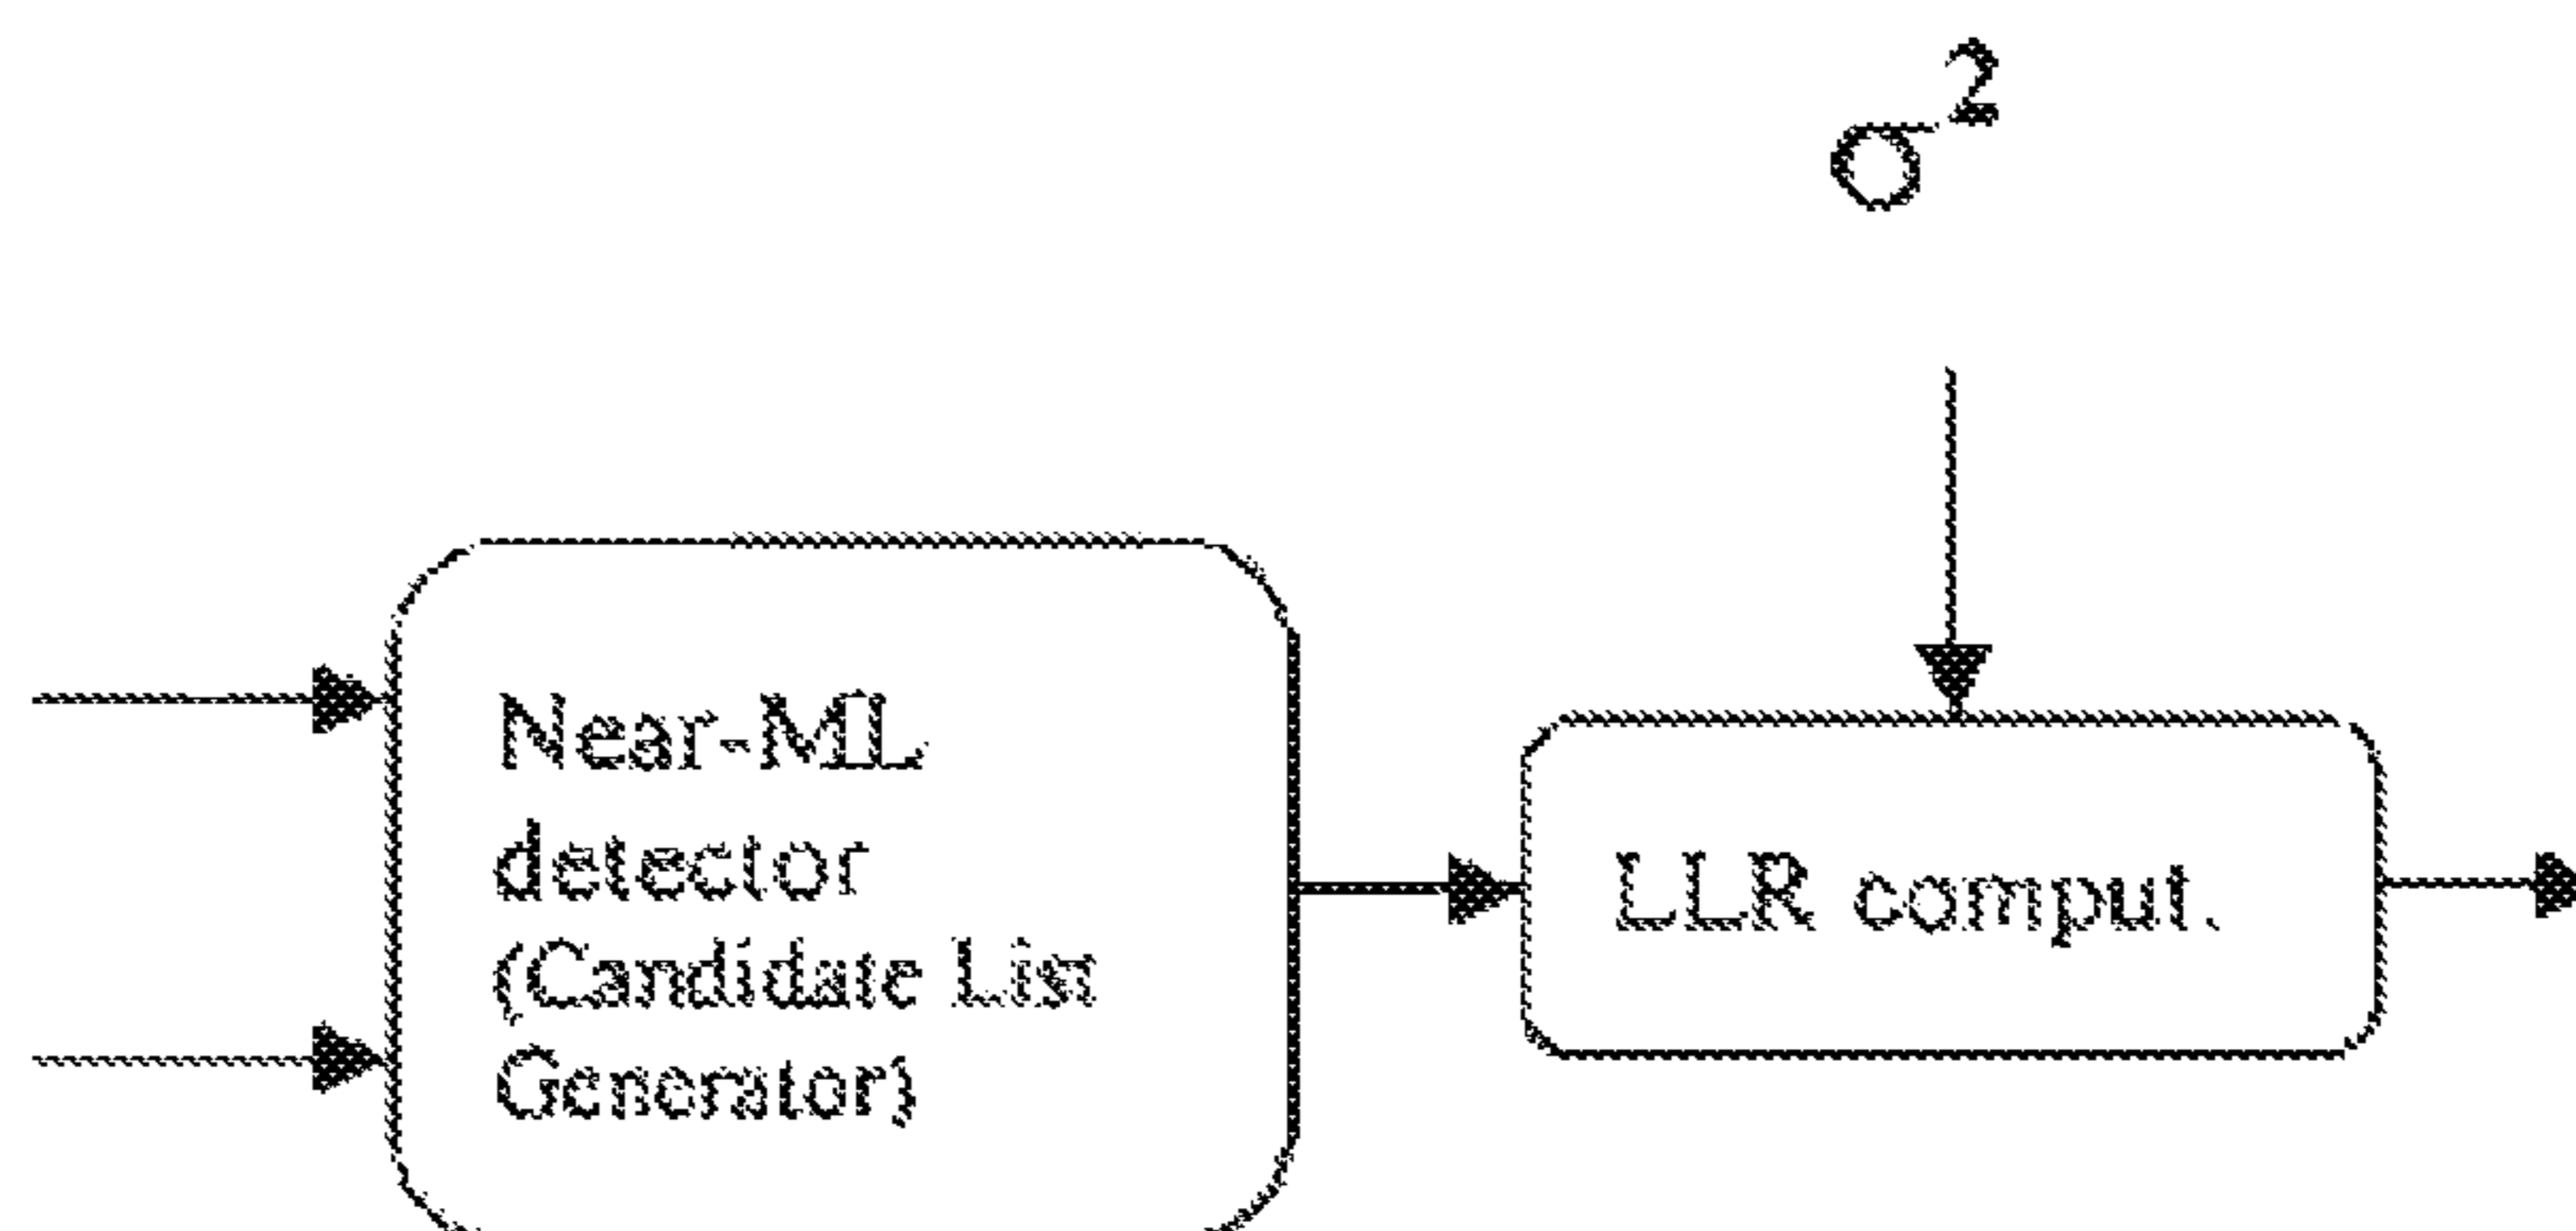 σ²
Near-ML
detector
(Candidate List
Generator)
LLR comput.